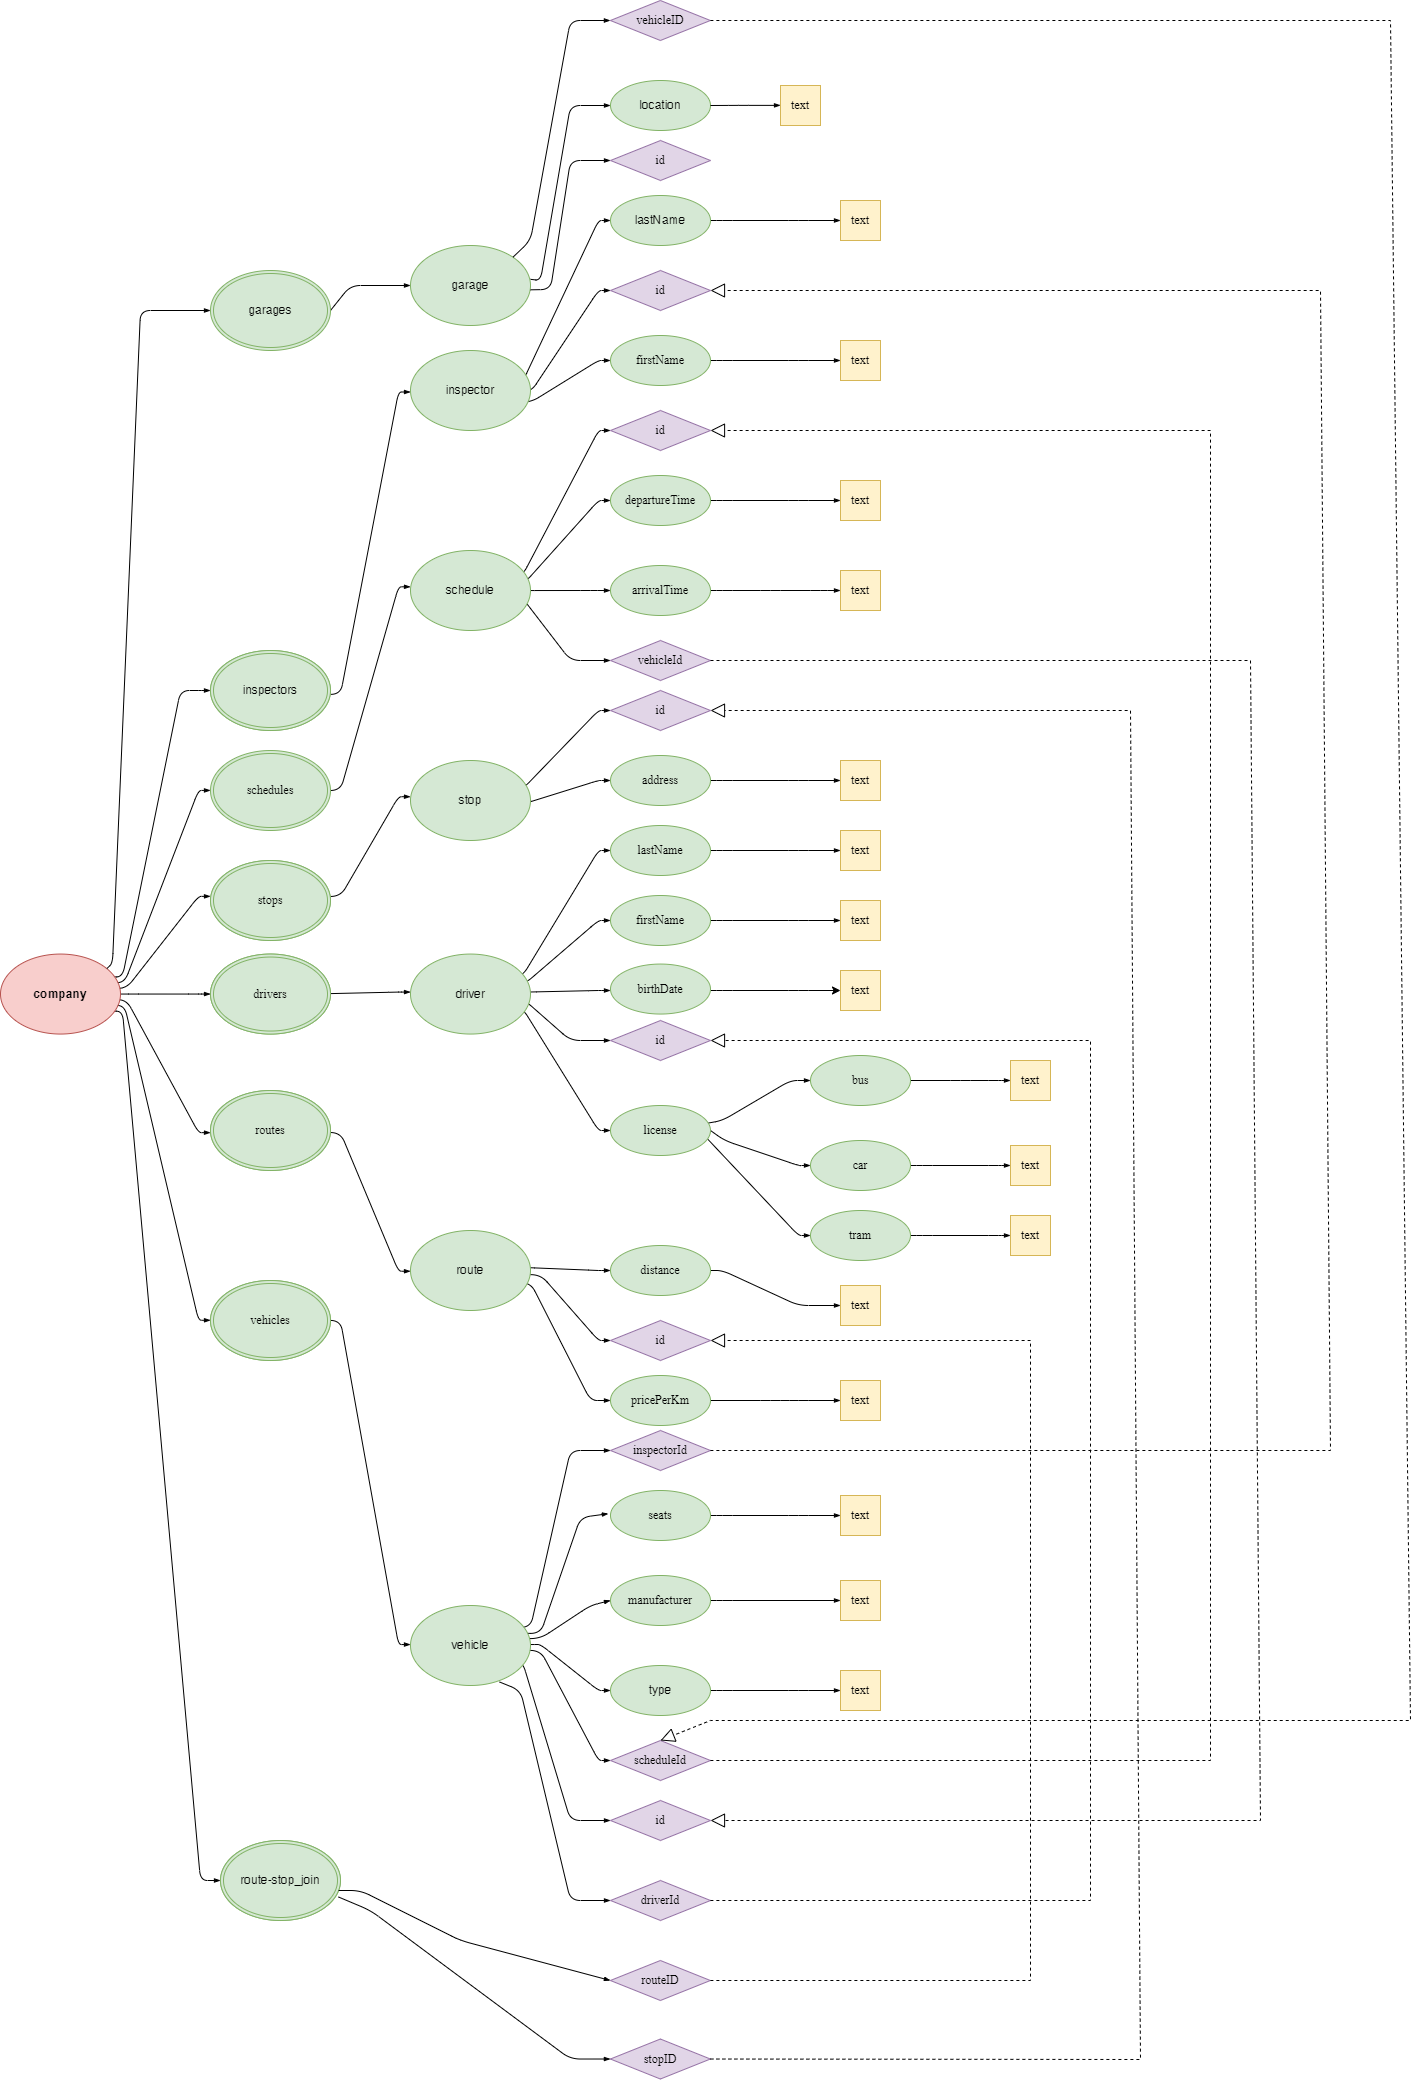 vehicleID
location
text
id
lastName
text
garage
id
garages
firstName
text
inspector
id
departureTime
text
schedule
arrivalTime
text
vehicleId
inspectors
id
address
text
schedules
stop
lastName
text
stops
firstName
text
birthDate
text
company
drivers
driver
id
bus
text
license
routes
car
text
tram
text
route
distance
text
vehicles
id
pricePerKm
text
inspectorId
seats
text
manufacturer
text
vehicle
type
text
scheduleId
id
route-stop_join
driverId
routeID
stopID